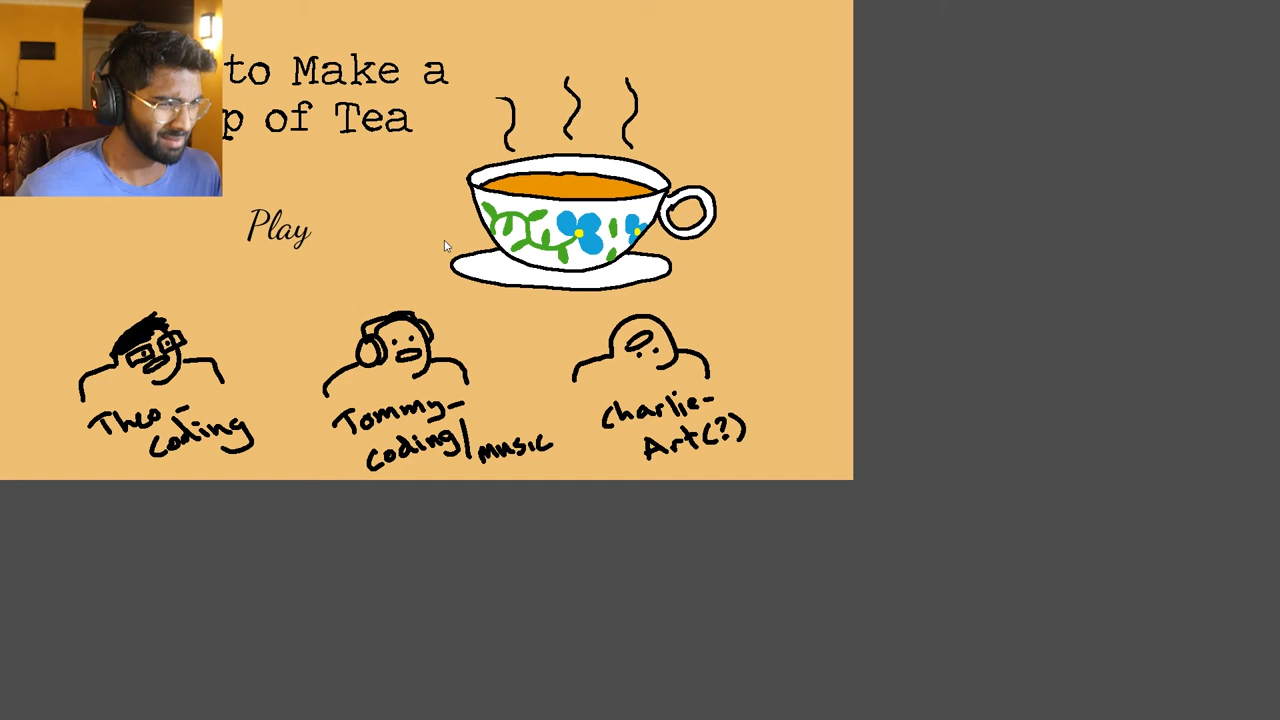 to Make a
p of Tea
Play
Theo-
coding
Tommy-
coding/music
Charlie-
Art(?)